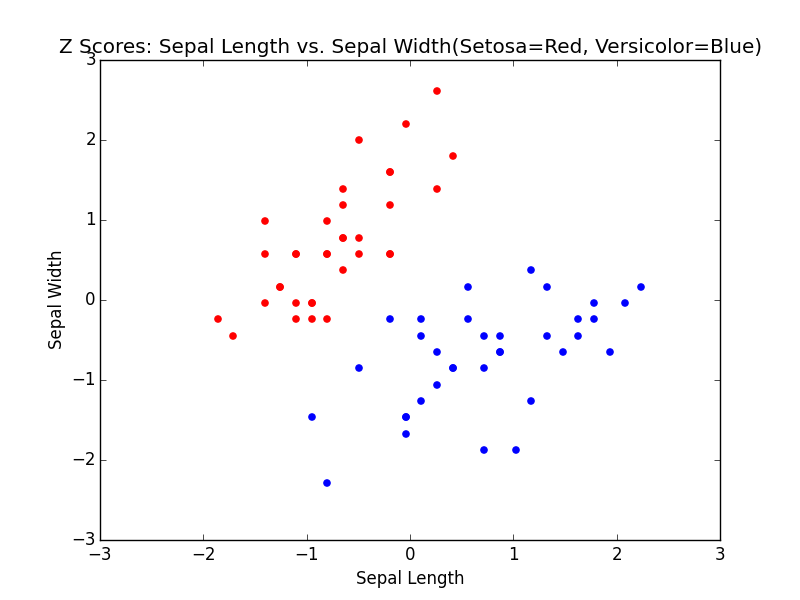 Z Scores: Sepal Length vs. Sepal Width(Setosa=Red, Versicolor=Blue)
3
2
1
0
−1
−2
−3
Sepal Width
−3 −2 −1 0 1 2 3
Sepal Length